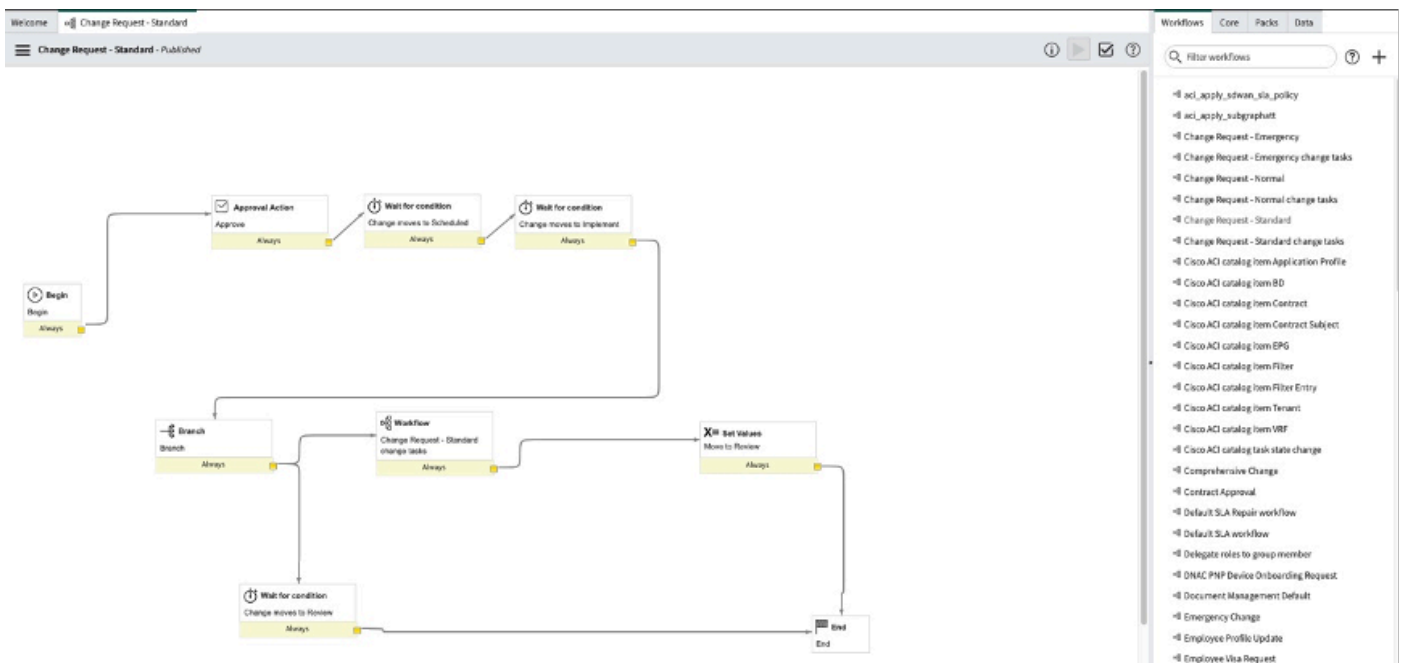 Welcome
Change Request - Standard
Workflows
Core
Packs
Data
Change Request - Standard - Published
Filter workflows
aci_apply_sdwan_sla_policy
aci_apply_subgraphatt
Change Request - Emergency
Change Request - Emergency change tasks
Change Request - Normal
Change Request - Normal change tasks
Change Request - Standard
Change Request - Standard change tasks
Cisco ACI catalog item Application Profile
Cisco ACI catalog item BD
Cisco ACI catalog item Contract
Cisco ACI catalog item Contract Subject
Cisco ACI catalog item EPG
Cisco ACI catalog item Filter
Cisco ACI catalog item Filter Entry
Cisco ACI catalog item Tenant
Cisco ACI catalog item VRF
Cisco ACI catalog task state change
Comprehensive Change
Contract Approval
Default SLA Repair workflow
Default SLA workflow
Delegate roles to group member
DNAC PNP Device Onboarding Request
Document Management Default
Emergency Change
Employee Profile Update
Employee Visa Request
Approval Action
Approve
Always
Wait for condition
Change moves to Scheduled
Always
Wait for condition
Change moves to Implement
Always
Begin
Begin
Always
Branch
Branch
Always
Workflow
Change Request - Standard
change tasks
Always
X= Set Values
Move to Review
Always
Wait for condition
Change moves to Review
Always
End
End